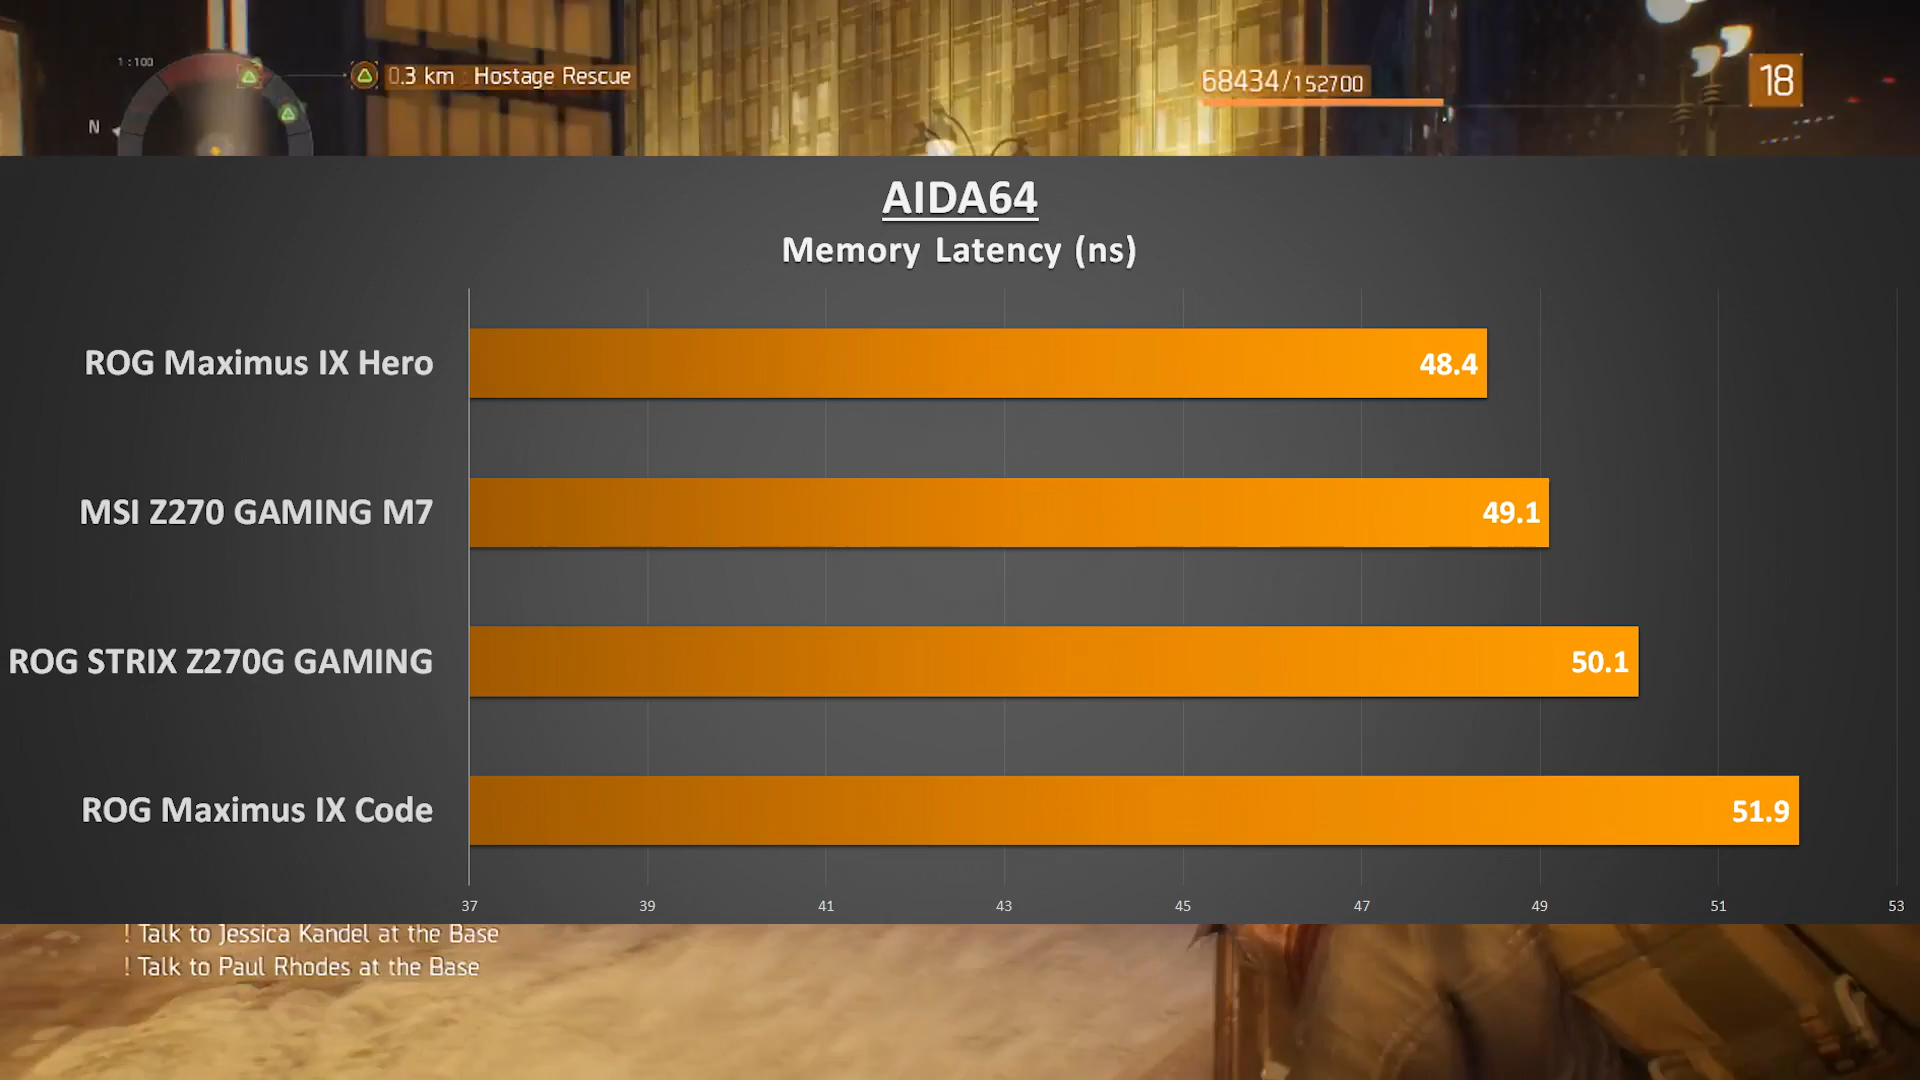 1:100
N
0.3 km Hostage Rescue
68434/152700
18
AIDA64
Memory Latency (ns)
ROG Maximus IX Hero
48.4
MSI Z270 GAMING M7
49.1
ROG STRIX Z270G GAMING
50.1
ROG Maximus IX Code
51.9
37 39 41 43 45 47 49 51 53
! Talk to Jessica Kandel at the Base
! Talk to Paul Rhodes at the Base